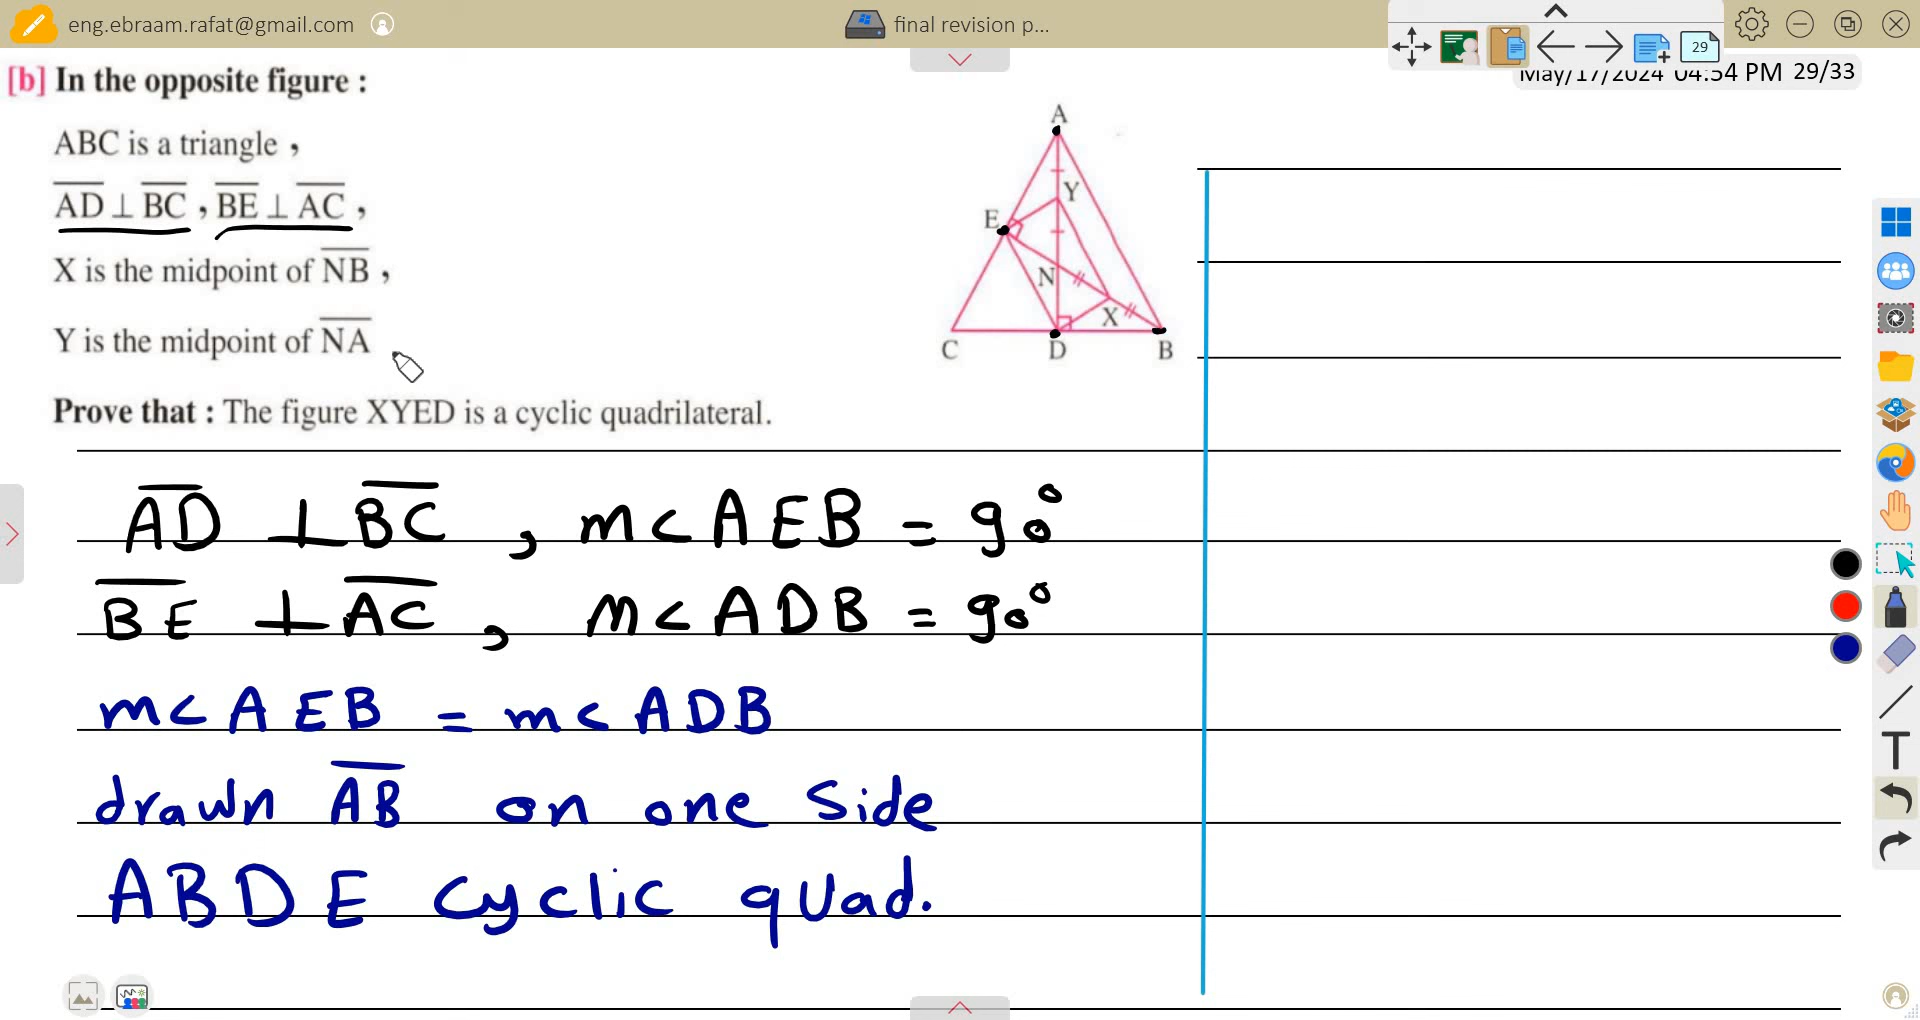 eng.ebraam.rafat@gmail.com
final revision p...
29
May/17/2024 04:54 PM 29/33
[b] In the opposite figure :
ABC is a triangle ,
AD ⊥ BC , BE ⊥ AC ,
X is the midpoint of NB ,
Y is the midpoint of NA
Prove that : The figure XYED is a cyclic quadrilateral.
A
Y
E
N
X
C
D
B
AD ⊥ BC , m< AEB = 90°
BE ⊥ AC , m< ADB = 90°
m< AEB = m< ADB
drawn AB on one side
ABDE cyclic quad.
T